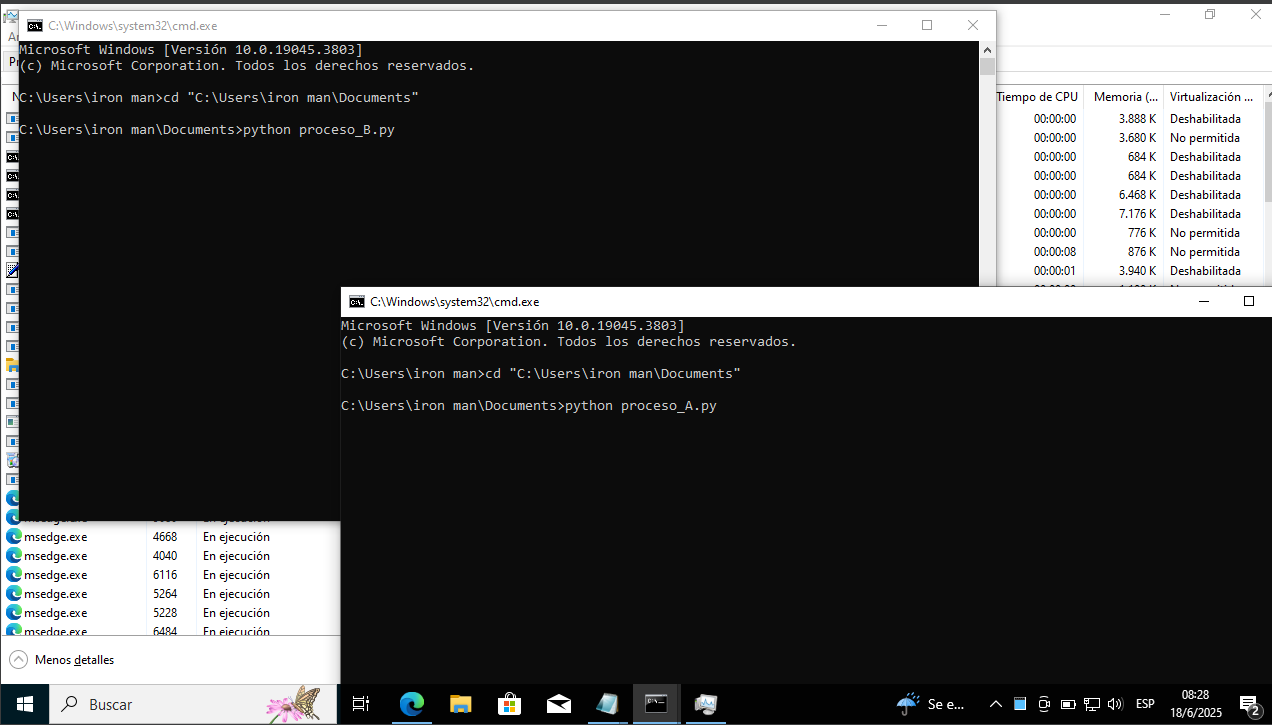 C:\Windows\system32\cmd.exe
Microsoft Windows [Versión 10.0.19045.3803]
(c) Microsoft Corporation. Todos los derechos reservados.
C:\Users\iron man>cd "C:\Users\iron man\Documents"
C:\Users\iron man\Documents>python proceso_B.py
Tiempo de CPU Memoria (... Virtualización ...
00:00:00 3.888 K Deshabilitada
00:00:00 3.680 K No permitida
00:00:00 684 K Deshabilitada
00:00:00 684 K Deshabilitada
00:00:00 6.468 K Deshabilitada
00:00:00 7.176 K Deshabilitada
00:00:00 776 K No permitida
00:00:08 876 K No permitida
00:00:01 3.940 K Deshabilitada
C:\Windows\system32\cmd.exe
Microsoft Windows [Versión 10.0.19045.3803]
(c) Microsoft Corporation. Todos los derechos reservados.
C:\Users\iron man>cd "C:\Users\iron man\Documents"
C:\Users\iron man\Documents>python proceso_A.py
msedge.exe 4668 En ejecución
msedge.exe 4040 En ejecución
msedge.exe 6116 En ejecución
msedge.exe 5264 En ejecución
msedge.exe 5228 En ejecución
msedge.exe 6484 En ejecución
Menos detalles
Buscar
Se e...
ESP
08:28
18/6/2025
2